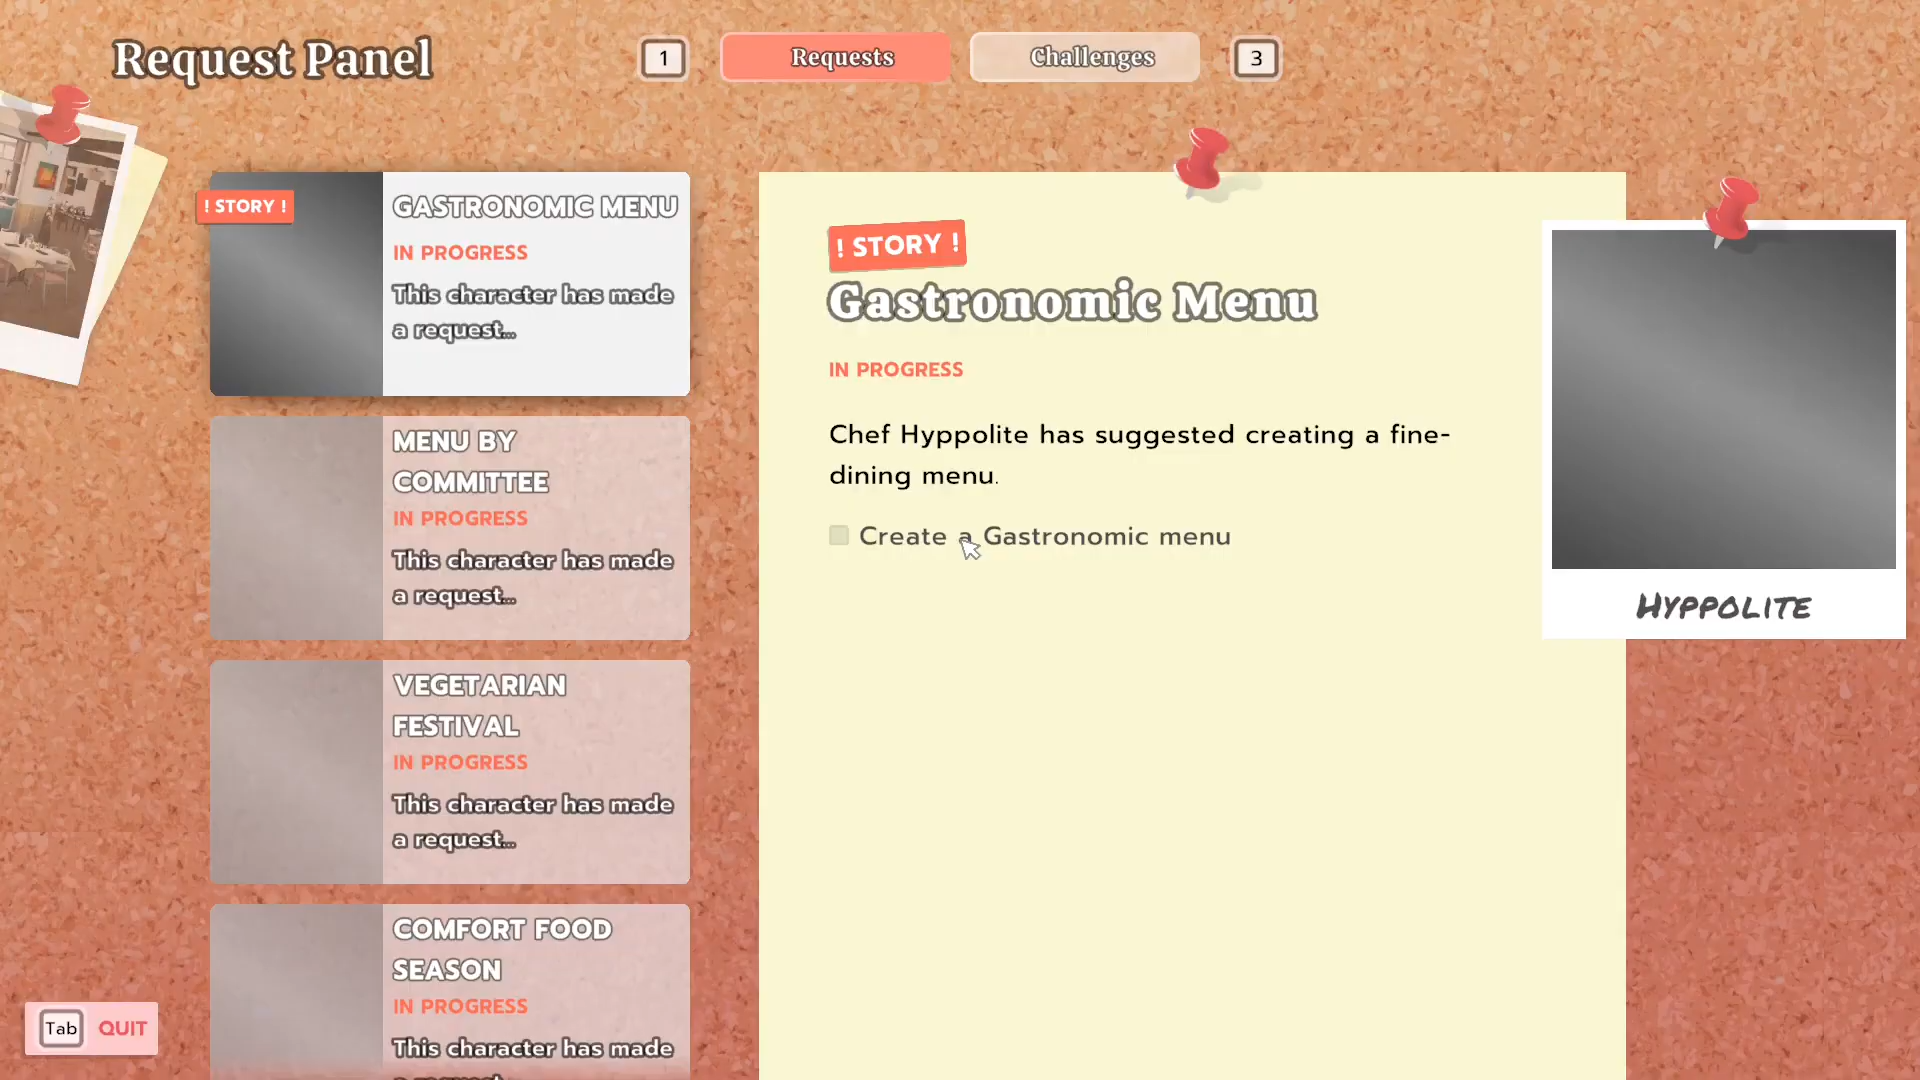 Request Panel
1
Requests
Challenges
3
! STORY !
GASTRONOMIC MENU
IN PROGRESS
This character has made
a request...
MENU BY
COMMITTEE
IN PROGRESS
This character has made
a request...
VEGETARIAN
FESTIVAL
IN PROGRESS
This character has made
a request...
COMFORT FOOD
SEASON
IN PROGRESS
This character has made
a request...
! STORY !
Gastronomic Menu
IN PROGRESS
Chef Hyppolite has suggested creating a fine-
dining menu.
Create a Gastronomic menu
HYPPOLITE
Tab QUIT